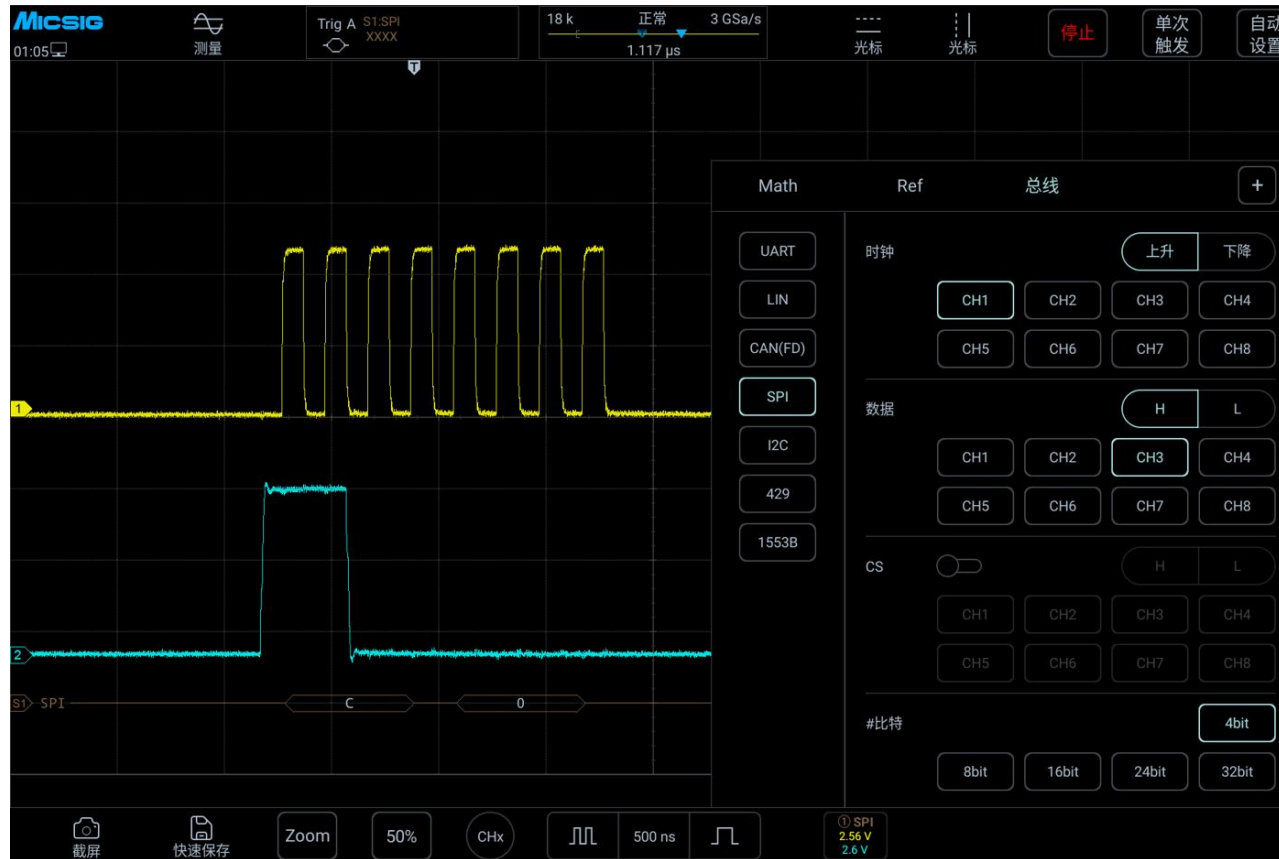 MICSIG
01:05
测量
Trig A S1:SPI
XXXX
18 k 正常 3 GSa/s
1.117 μs
光标
光标
停止
单次
触发
自动
设置
T
Math Ref 总线 +
UART
LIN
CAN(FD)
SPI
I2C
429
1553B
时钟 上升 下降
CH1 CH2 CH3 CH4
CH5 CH6 CH7 CH8
数据 H L
CH1 CH2 CH3 CH4
CH5 CH6 CH7 CH8
CS H L
CH1 CH2 CH3 CH4
CH5 CH6 CH7 CH8
#比特 4bit
8bit 16bit 24bit 32bit
1
2
S1 SPI C 0
截屏
快速保存
Zoom
50%
CHx
500 ns
① SPI
2.56 V
2.6 V